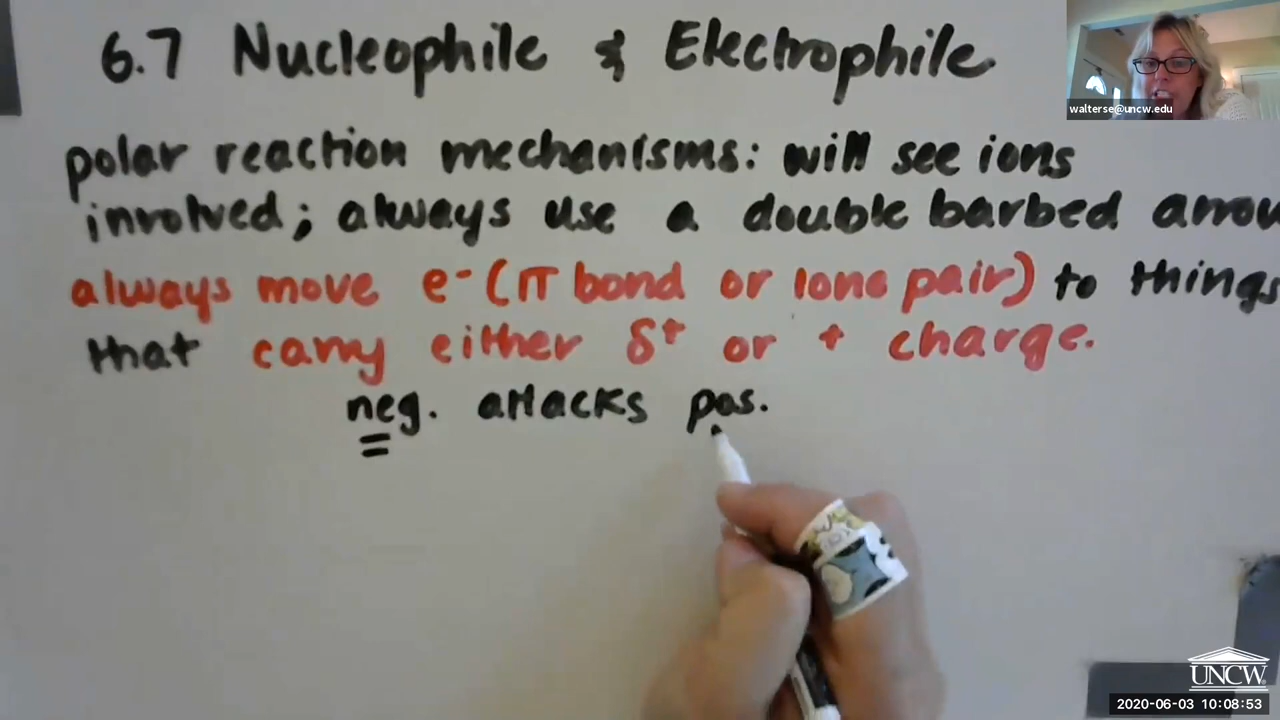 6.7 Nucleophile & Electrophile
walterse@uncw.edu
polar reaction mechanisms: will see ions
involved; always use a double barbed arrow
always move e⁻ (π bond or lone pair) to things
that carry either δ⁺ or + charge.
neg. attacks pos.
UNCW
2020-06-03 10:08:53